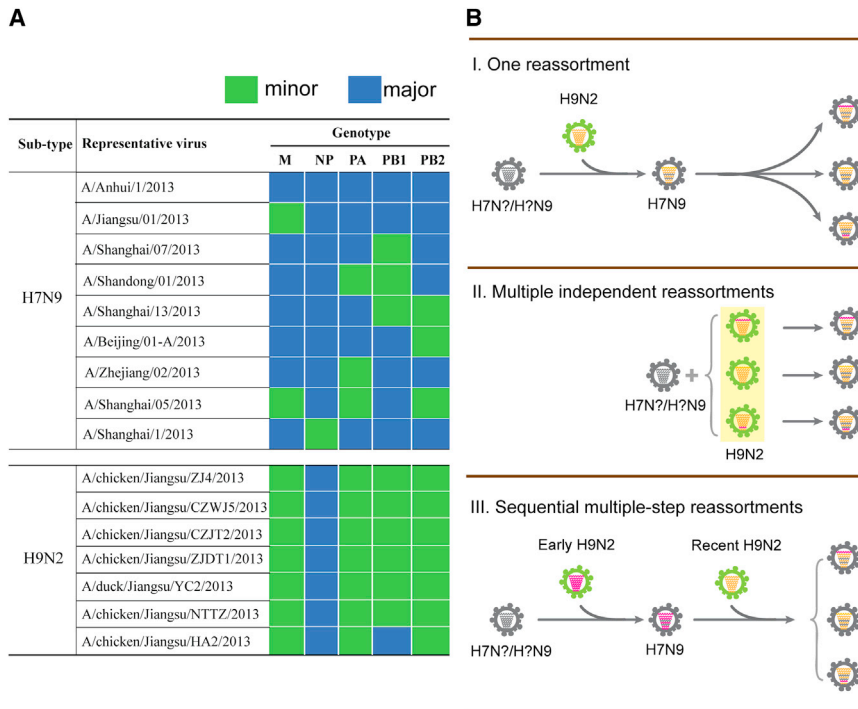 A
minor
major
Sub-type
Representative virus
Genotype
M NP PA PB1 PB2
H7N9
A/Anhui/1/2013
A/Jiangsu/01/2013
A/Shanghai/07/2013
A/Shandong/01/2013
A/Shanghai/13/2013
A/Beijing/01-A/2013
A/Zhejiang/02/2013
A/Shanghai/05/2013
A/Shanghai/1/2013
H9N2
A/chicken/Jiangsu/ZJ4/2013
A/chicken/Jiangsu/CZWJ5/2013
A/chicken/Jiangsu/CZJT2/2013
A/chicken/Jiangsu/ZJDT1/2013
A/duck/Jiangsu/YC2/2013
A/chicken/Jiangsu/NTTZ/2013
A/chicken/Jiangsu/HA2/2013
B
I. One reassortment
H9N2
H7N?/H?N9
H7N9
II. Multiple independent reassortments
+
H7N?/H?N9
H9N2
III. Sequential multiple-step reassortments
Early H9N2
Recent H9N2
H7N?/H?N9
H7N9